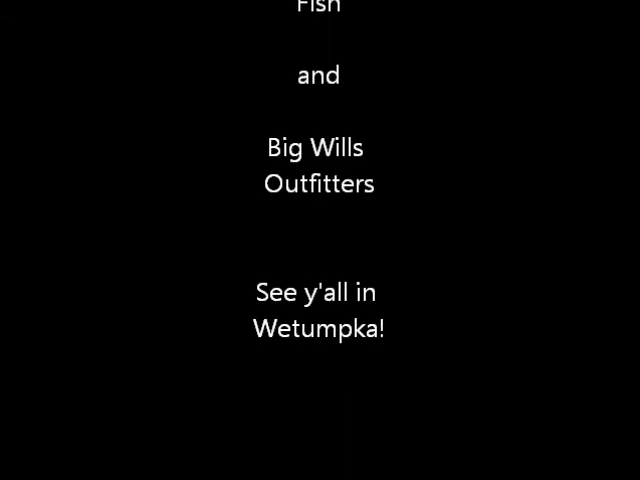 Fish
and
Big Wills
Outfitters
See y'all in
Wetumpka!